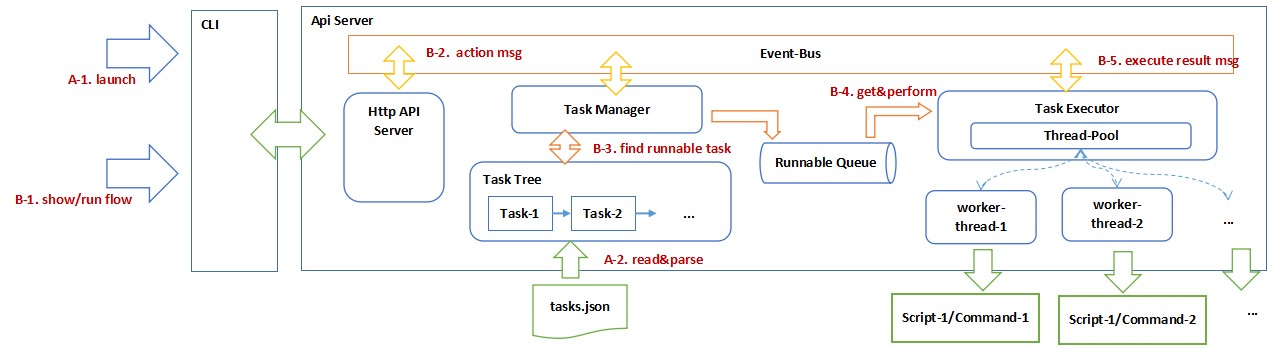 CLI
Api Server
A-1. launch
B-1. show/run flow
Event-Bus
B-2. action msg
B-5. execute result msg
Http API
Server
Task Manager
B-3. find runnable task
Task Tree
Task-1
Task-2
...
A-2. read&parse
tasks.json
Runnable Queue
B-4. get&perform
Task Executor
Thread-Pool
worker-
thread-1
worker-
thread-2
...
Script-1/Command-1
Script-1/Command-2
...